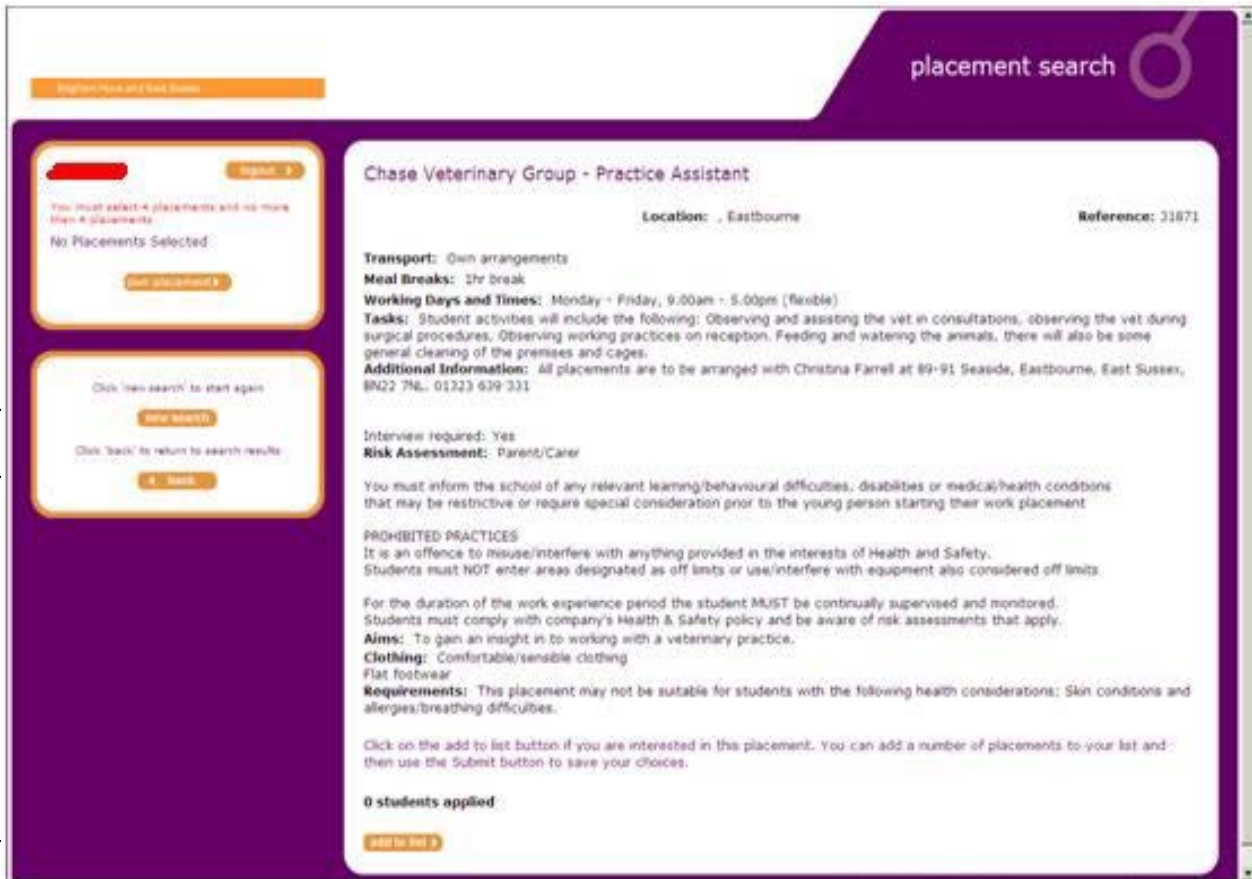 placement search
Brighton Hove and East Sussex
logout
You must select 4 placements and no more
than 4 placements
No Placements Selected
own placement
Click 'new search' to start again
new search
Click 'back' to return to search results
back
Chase Veterinary Group - Practice Assistant
Location: , Eastbourne Reference: 31871
Transport: Own arrangements
Meal Breaks: 1hr break
Working Days and Times: Monday - Friday, 9.00am - 5.00pm (flexible)
Tasks: Student activities will include the following: Observing and assisting the vet in consultations, observing the vet during
surgical procedures, Observing working practices on reception. Feeding and watering the animals, there will also be some
general cleaning of the premises and cages.
Additional Information: All placements are to be arranged with Christina Farrell at 89-91 Seaside, Eastbourne, East Sussex,
BN22 7NL. 01323 639 331
Interview required: Yes
Risk Assessment: Parent/Carer
You must inform the school of any relevant learning/behavioural difficulties, disabilities or medical/health conditions
that may be restrictive or require special consideration prior to the young person starting their work placement
PROHIBITED PRACTICES
It is an offence to misuse/interfere with anything provided in the interests of Health and Safety.
Students must NOT enter areas designated as off limits or use/interfere with equipment also considered off limits
For the duration of the work experience period the student MUST be continually supervised and monitored.
Students must comply with company's Health & Safety policy and be aware of risk assessments that apply.
Aims: To gain an insight in to working with a veterinary practice.
Clothing: Comfortable/sensible clothing
Flat footwear
Requirements: This placement may not be suitable for students with the following health considerations: Skin conditions and
allergies/breathing difficulties.
Click on the add to list button if you are interested in this placement. You can add a number of placements to your list and
then use the Submit button to save your choices.
0 students applied
add to list